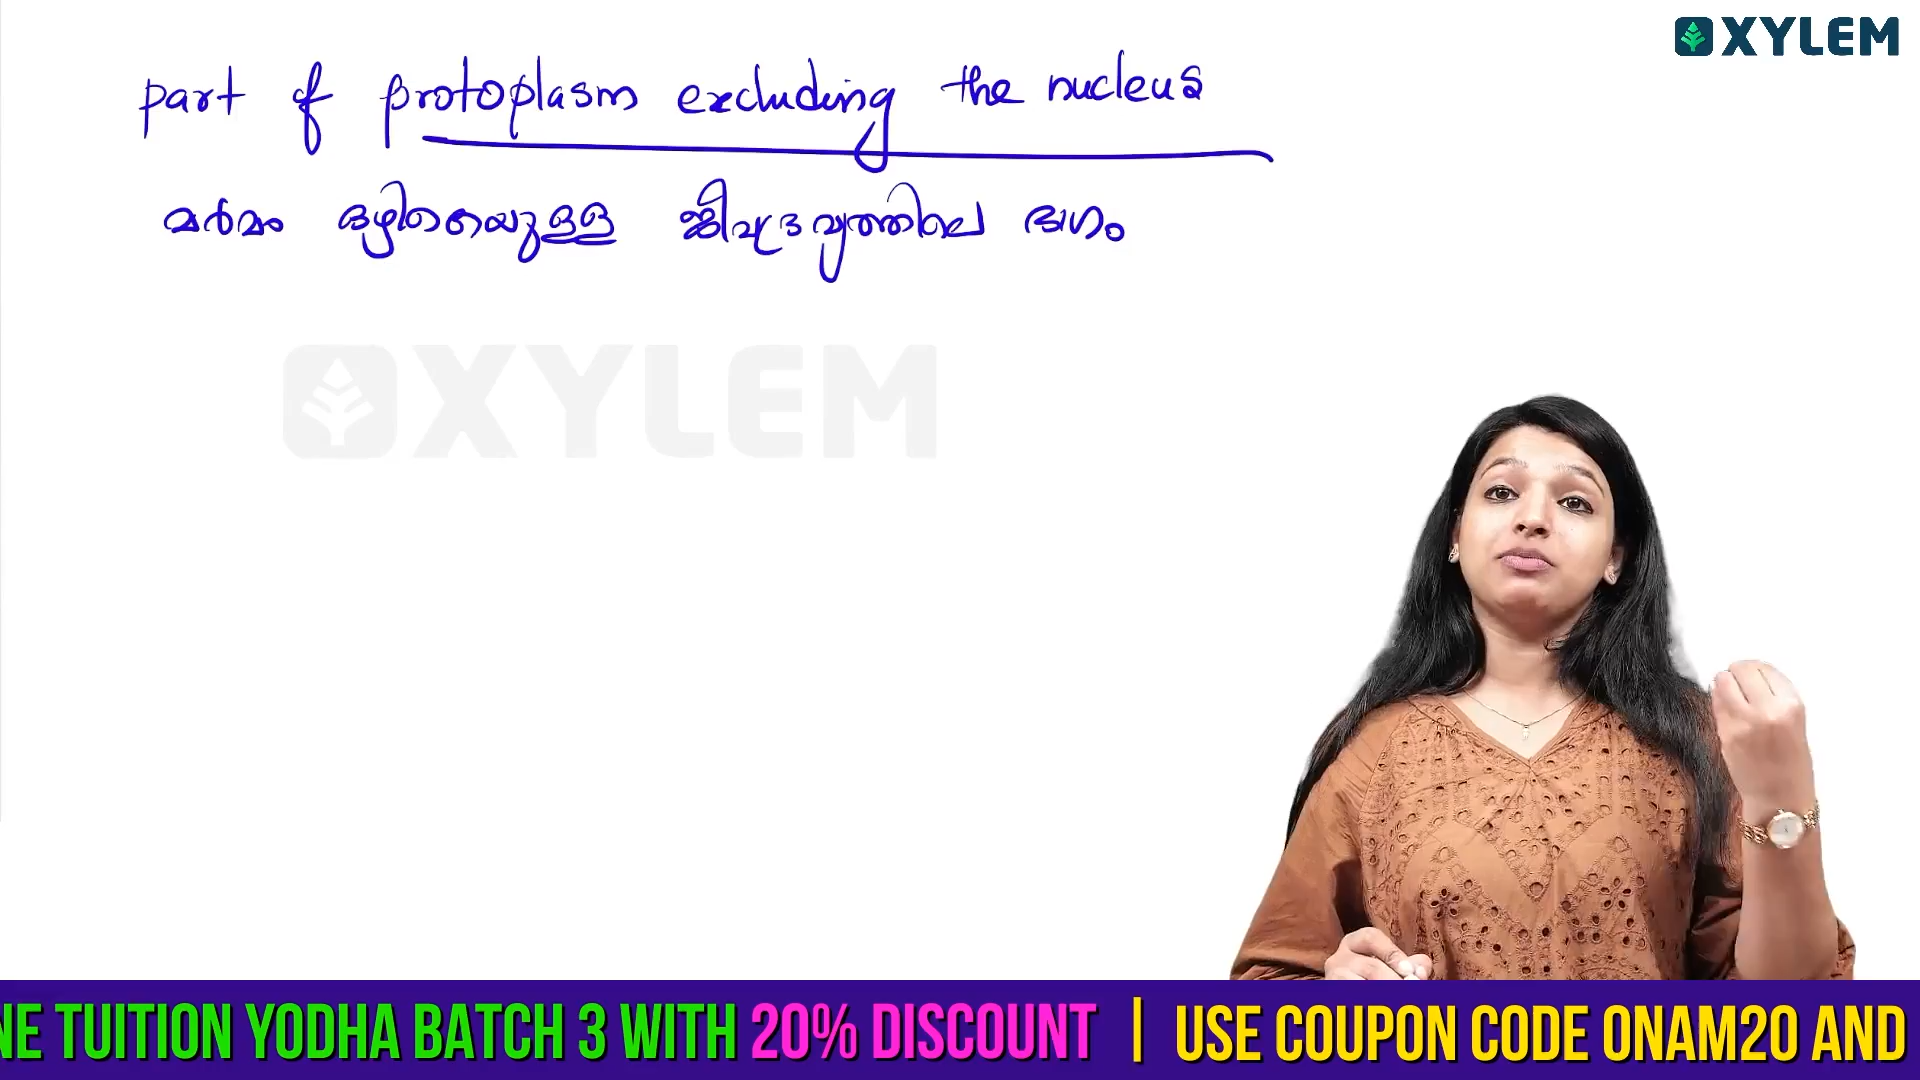 XYLEM
part of protoplasm excluding the nucleus
മർമം ഒഴികെയുള്ള ജീവദ്രവ്യത്തിലെ ഭാഗം
XYLEM
NE TUITION YODHA BATCH 3 WITH 20% DISCOUNT | USE COUPON CODE ONAM20 AND